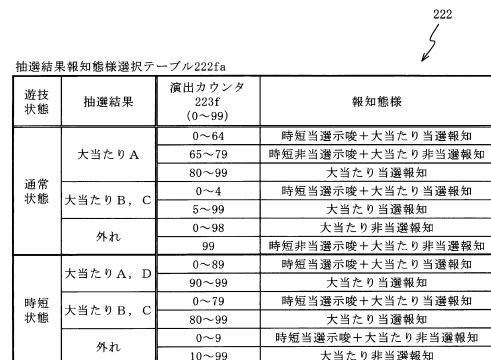 222
抽選結果報知態様選択テーブル222fa
遊技状態 抽選結果 演出カウンタ223f(0〜99) 報知態様
通常状態 大当たりA 0〜64 時短当選示唆+大当たり当選報知
65〜79 時短非当選示唆+大当たり非当選報知
80〜99 大当たり当選報知
大当たりB,C 0〜4 時短当選示唆+大当たり当選報知
5〜99 大当たり当選報知
外れ 0〜98 大当たり非当選報知
99 時短非当選示唆+大当たり非当選報知
時短状態 大当たりA,D 0〜89 時短当選示唆+大当たり当選報知
90〜99 大当たり当選報知
大当たりB,C 0〜79 時短当選示唆+大当たり当選報知
80〜99 大当たり当選報知
外れ 0〜9 時短当選示唆+大当たり非当選報知
10〜99 大当たり非当選報知